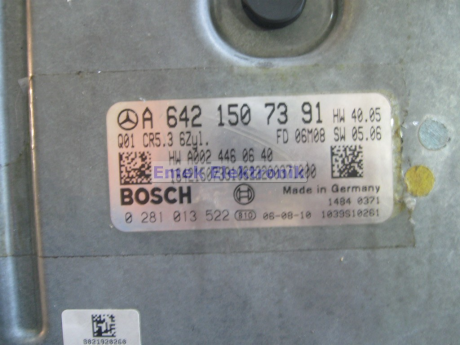 A 642 150 73 91 HW 40.05
Q01 CR5.3 6Zyl. FD 06M08 SW 05.06
HW A002 446 06 40
BOSCH Made in Germany
1484 0371
0 281 013 522 06-08-10 1039S10261